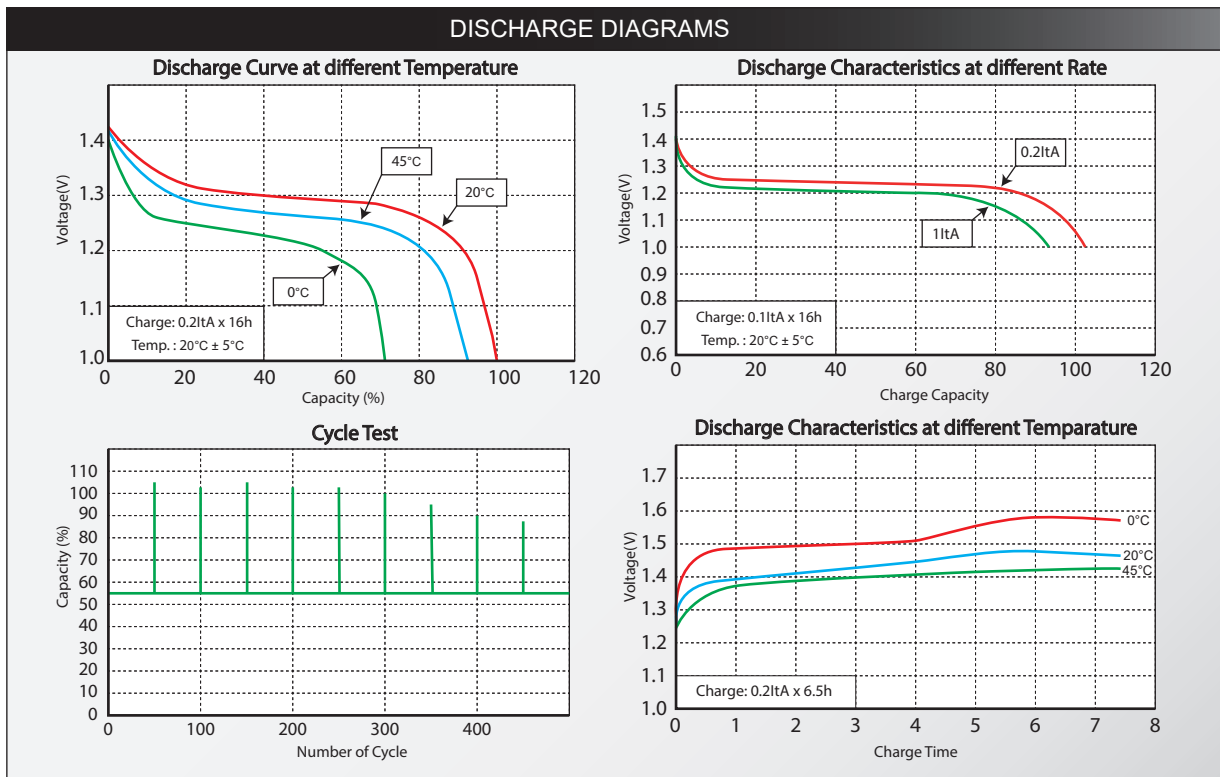 DISCHARGE DIAGRAMS
Discharge Curve at different Temperature
Voltage(V)
1.4
1.3
1.2
1.1
1.0
45°C
20°C
0°C
Charge: 0.2ItA x 16h
Temp. : 20°C ± 5°C
0 20 40 60 80 100 120
Capacity (%)
Discharge Characteristics at different Rate
Voltage(V)
1.5
1.4
1.3
1.2
1.1
1.0
0.9
0.8
0.7
0.6
0.2ItA
1ItA
Charge: 0.1ItA x 16h
Temp. : 20°C ± 5°C
0 20 40 60 80 100 120
Charge Capacity
Cycle Test
Capacity (%)
110
100
90
80
70
60
50
40
30
20
10
0
0 100 200 300 400
Number of Cycle
Discharge Characteristics at different Temparature
Voltage(V)
1.7
1.6
1.5
1.4
1.3
1.2
1.1
1.0
0°C
20°C
45°C
Charge: 0.2ItA x 6.5h
0 1 2 3 4 5 6 7 8
Charge Time